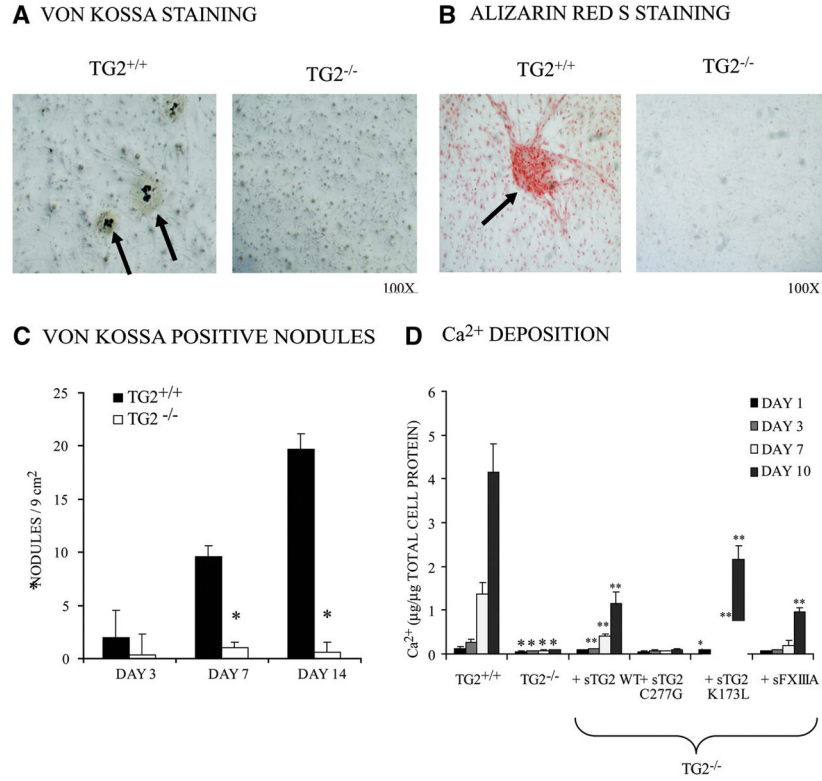 A VON KOSSA STAINING
TG2+/+
TG2-/-
100X
B ALIZARIN RED S STAINING
TG2+/+
TG2-/-
100X
C VON KOSSA POSITIVE NODULES
25
20
15
10
5
0
*NODULES / 9 cm2
TG2+/+
TG2 -/-
*
*
DAY 3
DAY 7
DAY 14
D Ca2+ DEPOSITION
6
5
4
3
2
1
0
Ca2+ (µg/µg TOTAL CELL PROTEIN)
DAY 1
DAY 3
DAY 7
DAY 10
* * * *
**
**
**
*
**
**
**
TG2+/+
TG2-/-
+ sTG2 WT
+ sTG2 C277G
+ sTG2 K173L
+ sFXIIIA
TG2-/-